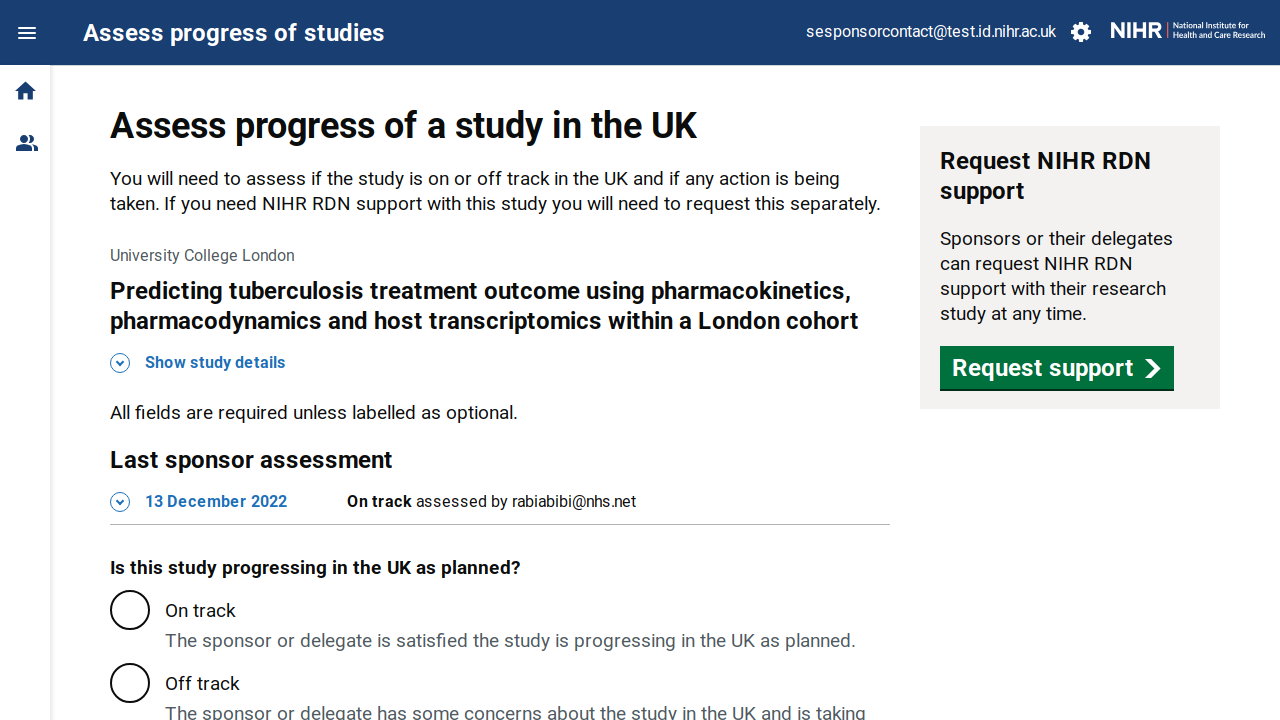 Assess progress of studies
sesponsorcontact@test.id.nihr.ac.uk
NIHR
National Institute for
Health and Care Research
Assess progress of a study in the UK
You will need to assess if the study is on or off track in the UK and if any action is being
taken. If you need NIHR RDN support with this study you will need to request this separately.
University College London
Predicting tuberculosis treatment outcome using pharmacokinetics,
pharmacodynamics and host transcriptomics within a London cohort
Show study details
All fields are required unless labelled as optional.
Last sponsor assessment
13 December 2022
On track assessed by rabiabibi@nhs.net
Is this study progressing in the UK as planned?
On track
The sponsor or delegate is satisfied the study is progressing in the UK as planned.
Off track
The sponsor or delegate has some concerns about the study in the UK and is taking
Request NIHR RDN
support
Sponsors or their delegates
can request NIHR RDN
support with their research
study at any time.
Request support